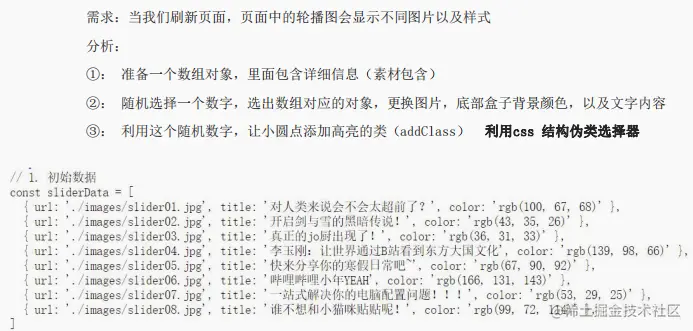 需求：当我们刷新页面，页面中的轮播图会显示不同图片以及样式
分析：
①： 准备一个数组对象，里面包含详细信息（素材包含）
②： 随机选择一个数字，选出数组对应的对象，更换图片，底部盒子背景颜色，以及文字内容
③： 利用这个随机数字，让小圆点添加高亮的类（addClass） 利用css 结构伪类选择器
// 1. 初始数据
const sliderData = [
{ url: './images/slider01.jpg', title: '对人类来说会不会太超前了？', color: 'rgb(100, 67, 68)' },
{ url: './images/slider02.jpg', title: '开启剑与雪的黑暗传说！', color: 'rgb(43, 35, 26)' },
{ url: './images/slider03.jpg', title: '真正的jo厨出现了！', color: 'rgb(36, 31, 33)' },
{ url: './images/slider04.jpg', title: '李玉刚：让世界通过B站看到东方大国文化', color: 'rgb(139, 98, 66)' },
{ url: './images/slider05.jpg', title: '快来分享你的寒假日常吧~', color: 'rgb(67, 90, 92)' },
{ url: './images/slider06.jpg', title: '哔哩哔哩小年YEAH', color: 'rgb(166, 131, 143)' },
{ url: './images/slider07.jpg', title: '一站式解决你的电脑配置问题！！！', color: 'rgb(53, 29, 25)' },
{ url: './images/slider08.jpg', title: '谁不想和小猫咪贴贴呢！', color: 'rgb(99, 72,
]
@稀土掘金技术社区